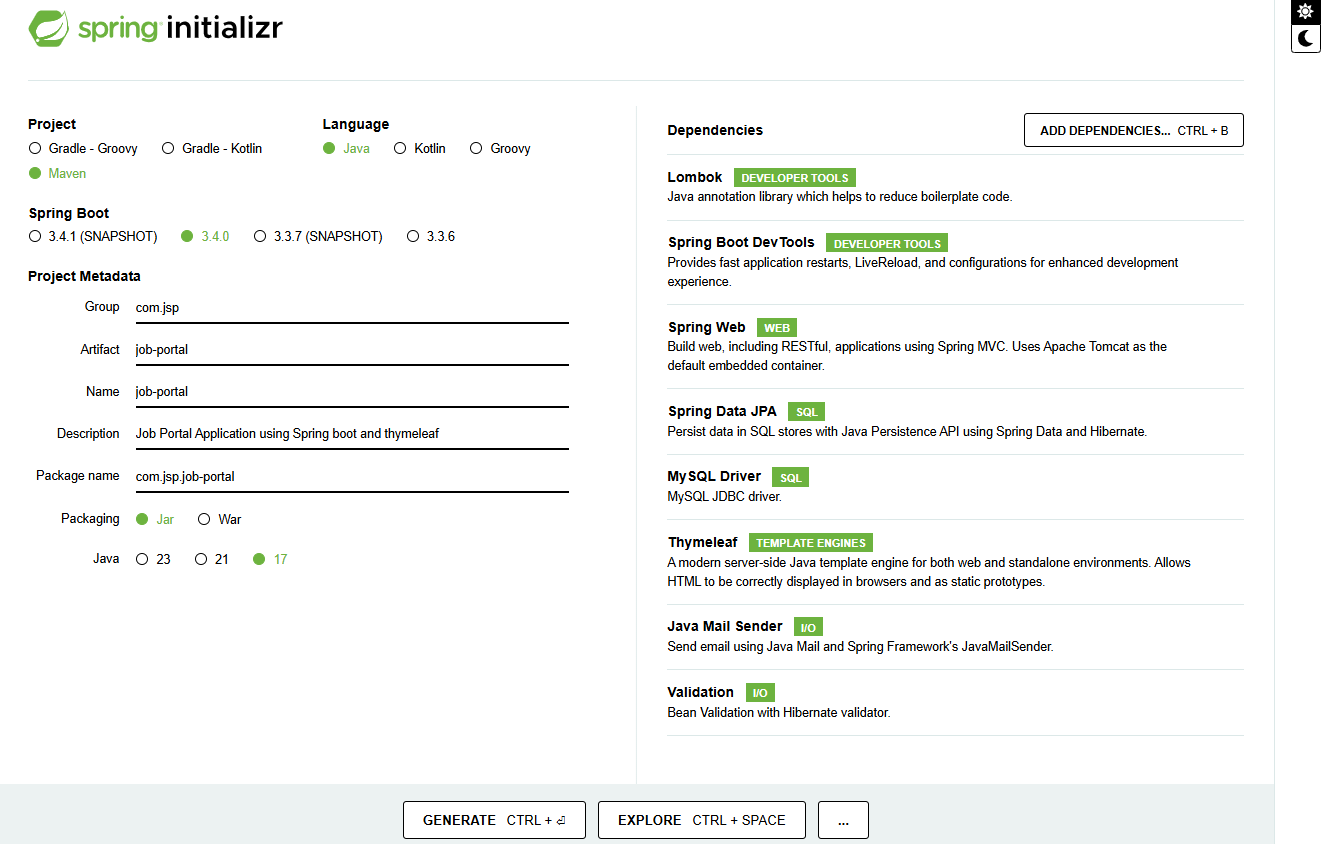 spring initializr
Project
Gradle - Groovy Gradle - Kotlin
Maven
Language
Java Kotlin Groovy
Spring Boot
3.4.1 (SNAPSHOT) 3.4.0 3.3.7 (SNAPSHOT) 3.3.6
Project Metadata
Group com.jsp
Artifact job-portal
Name job-portal
Description Job Portal Application using Spring boot and thymeleaf
Package name com.jsp.job-portal
Packaging Jar War
Java 23 21 17
Dependencies
ADD DEPENDENCIES... CTRL + B
Lombok DEVELOPER TOOLS
Java annotation library which helps to reduce boilerplate code.
Spring Boot DevTools DEVELOPER TOOLS
Provides fast application restarts, LiveReload, and configurations for enhanced development
experience.
Spring Web WEB
Build web, including RESTful, applications using Spring MVC. Uses Apache Tomcat as the
default embedded container.
Spring Data JPA SQL
Persist data in SQL stores with Java Persistence API using Spring Data and Hibernate.
MySQL Driver SQL
MySQL JDBC driver.
Thymeleaf TEMPLATE ENGINES
A modern server-side Java template engine for both web and standalone environments. Allows
HTML to be correctly displayed in browsers and as static prototypes.
Java Mail Sender I/O
Send email using Java Mail and Spring Framework's JavaMailSender.
Validation I/O
Bean Validation with Hibernate validator.
GENERATE CTRL + ⏎
EXPLORE CTRL + SPACE
...